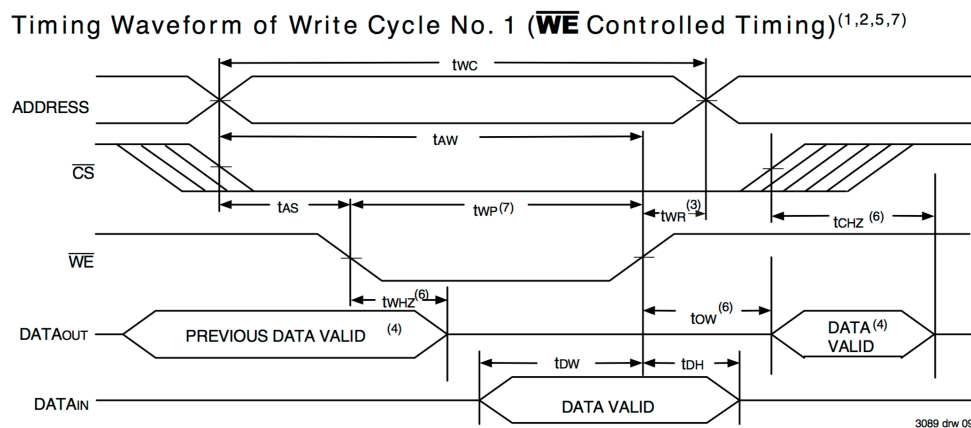 Timing Waveform of Write Cycle No. 1 (WE Controlled Timing)(1,2,5,7)
tWC
ADDRESS
tAW
CS
tAS
tWP(7)
tWR(3)
tCHZ(6)
WE
tWHZ(6)
tOW(6)
DATAOUT
PREVIOUS DATA VALID (4)
DATA(4)
VALID
tDW
tDH
DATAIN
DATA VALID
3089 drw 09